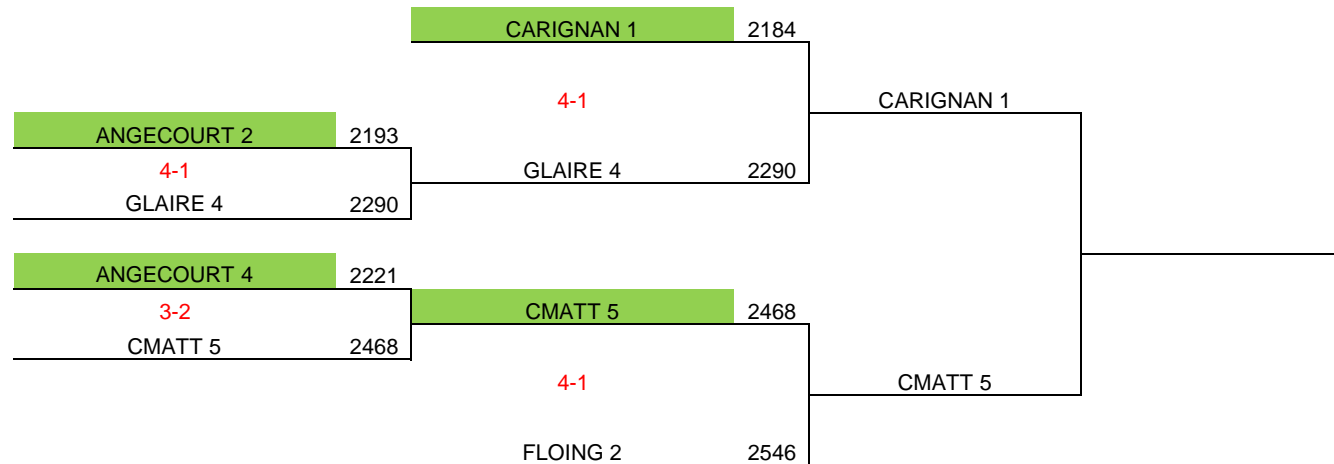 CARIGNAN 1 2184
4-1 CARIGNAN 1
ANGECOURT 2 2193
4-1 GLAIRE 4 2290
GLAIRE 4 2290
ANGECOURT 4 2221
3-2 CMATT 5 2468
CMATT 5 2468
4-1 CMATT 5
FLOING 2 2546